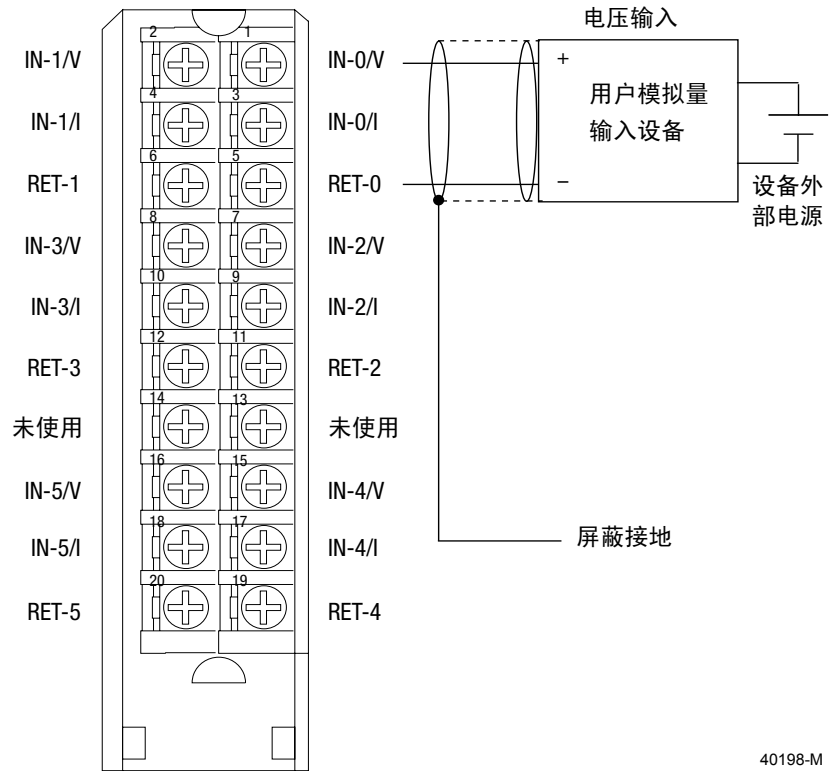 电压输入
2 1
IN-1/V IN-0/V + 用户模拟量
4 3
IN-1/I IN-0/I 输入设备
6 5
RET-1 RET-0 − 设备外
部电源
8 7
IN-3/V IN-2/V
10 9
IN-3/I IN-2/I
12 11
RET-3 RET-2
14 13
未使用 未使用
16 15
IN-5/V IN-4/V
18 17
IN-5/I IN-4/I 屏蔽接地
20 19
RET-5 RET-4
40198-M